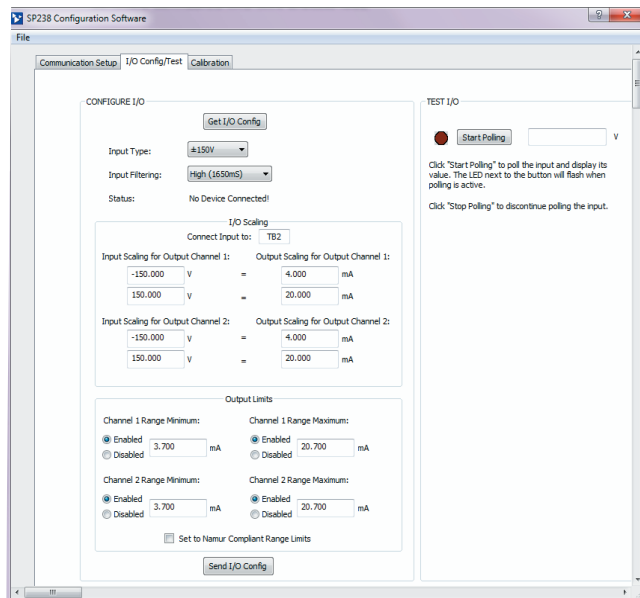 SP238 Configuration Software
File
Communication Setup I/O Config/Test Calibration
CONFIGURE I/O
Get I/O Config
Input Type: ±150V
Input Filtering: High (1650mS)
Status: No Device Connected!
I/O Scaling
Connect Input to: TB2
Input Scaling for Output Channel 1: Output Scaling for Output Channel 1:
-150.000 V = 4.000 mA
150.000 V = 20.000 mA
Input Scaling for Output Channel 2: Output Scaling for Output Channel 2:
-150.000 V = 4.000 mA
150.000 V = 20.000 mA
Output Limits
Channel 1 Range Minimum: Channel 1 Range Maximum:
Enabled 3.700 mA Enabled 20.700 mA
Disabled Disabled
Channel 2 Range Minimum: Channel 2 Range Maximum:
Enabled 3.700 mA Enabled 20.700 mA
Disabled Disabled
Set to Namur Compliant Range Limits
Send I/O Config
TEST I/O
Start Polling V
Click "Start Polling" to poll the input and display its
value. The LED next to the button will flash when
polling is active.
Click "Stop Polling" to discontinue polling the input.